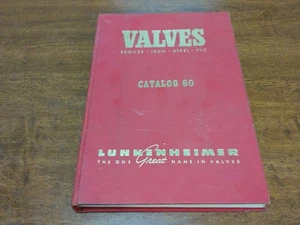 VALVES
BRONZE · IRON · STEEL · PVC
CATALOG 60
LUNKENHEIMER
THE ONE Great NAME IN VALVES